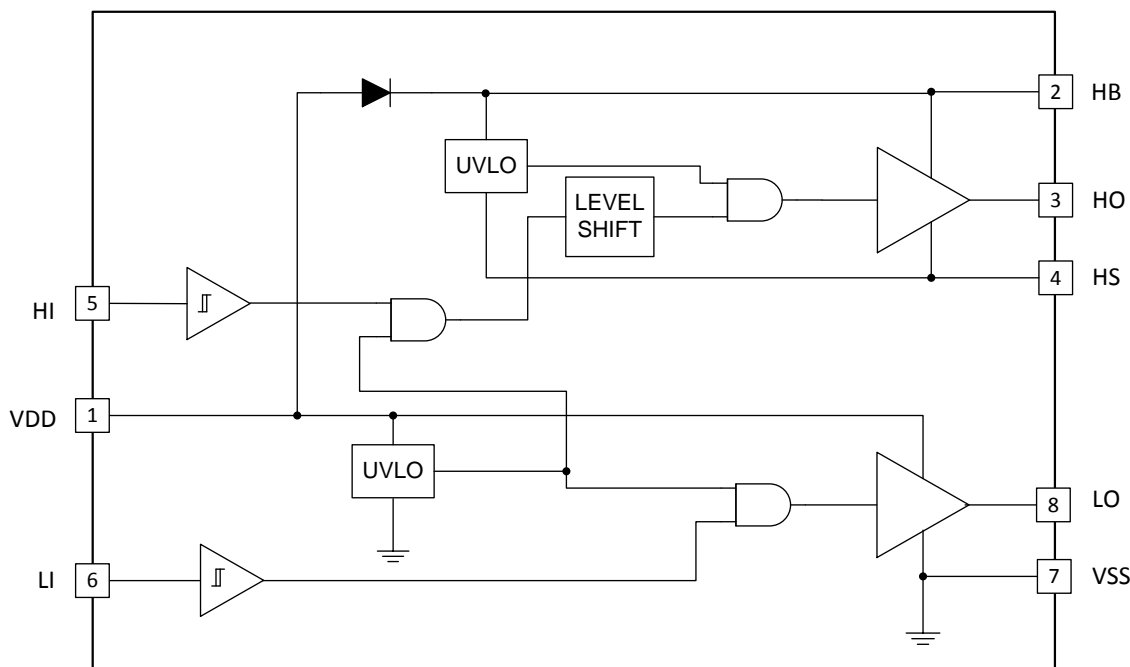 2 HB
UVLO
LEVEL
SHIFT
3 HO
4 HS
HI 5
VDD 1
UVLO
8 LO
LI 6
7 VSS